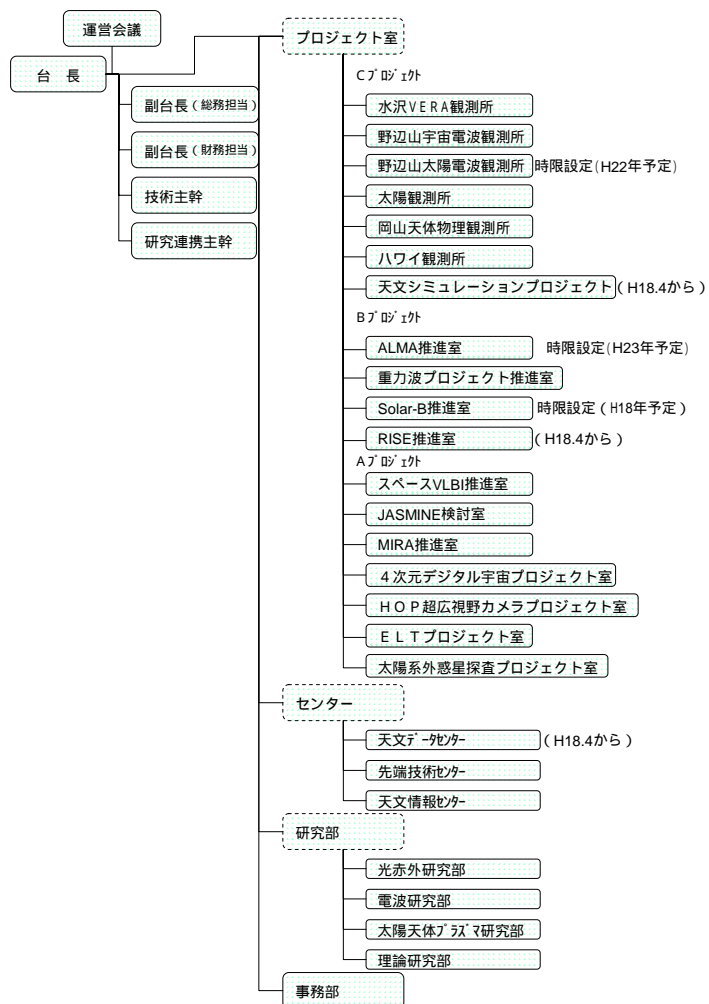 運営会議
台　長
副台長（総務担当）
副台長（財務担当）
技術主幹
研究連携主幹
プロジェクト室
Cﾌﾟﾛｼﾞｪｸﾄ
水沢VERA観測所
野辺山宇宙電波観測所
野辺山太陽電波観測所 時限設定(H22年予定)
太陽観測所
岡山天体物理観測所
ハワイ観測所
天文シミュレーションプロジェクト （H18.4から）
Bﾌﾟﾛｼﾞｪｸﾄ
ALMA推進室 時限設定(H23年予定)
重力波プロジェクト推進室
Solar-B推進室 時限設定（H18年予定）
RISE推進室 （H18.4から）
Aﾌﾟﾛｼﾞｪｸﾄ
スペースVLBI推進室
JASMINE検討室
MIRA推進室
４次元デジタル宇宙プロジェクト室
ＨＯＰ超広視野カメラプロジェクト室
ＥＬＴプロジェクト室
太陽系外惑星探査プロジェクト室
センター
天文ﾃﾞｰﾀｾﾝﾀｰ （H18.4から）
先端技術ｾﾝﾀｰ
天文情報ｾﾝﾀｰ
研究部
光赤外研究部
電波研究部
太陽天体ﾌﾟﾗｽﾞﾏ研究部
理論研究部
事務部